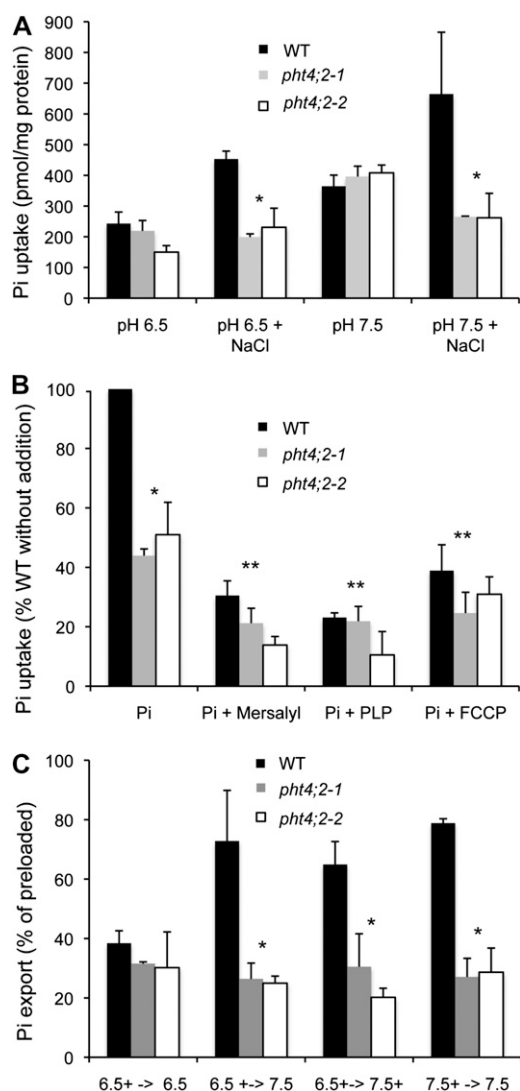 A
Pi uptake (pmol/mg protein)
900
800
700
600
500
400
300
200
100
0
WT
pht4;2-1
pht4;2-2
*
*
pH 6.5
pH 6.5 +
NaCl
pH 7.5
pH 7.5 +
NaCl
B
Pi uptake (% WT without addition)
100
80
60
40
20
0
WT
pht4;2-1
pht4;2-2
*
**
**
**
Pi
Pi + Mersalyl
Pi + PLP
Pi + FCCP
C
Pi export (% of preloaded)
100
80
60
40
20
0
WT
pht4;2-1
pht4;2-2
*
*
*
6.5+ -> 6.5
6.5 +-> 7.5
6.5+-> 7.5+
7.5+ -> 7.5